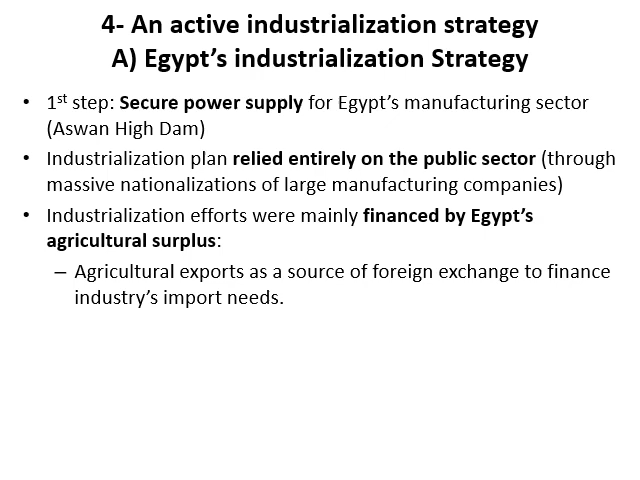 4- An active industrialization strategy
A) Egypt’s industrialization Strategy
• 1st step: Secure power supply for Egypt’s manufacturing sector
(Aswan High Dam)
• Industrialization plan relied entirely on the public sector (through
massive nationalizations of large manufacturing companies)
• Industrialization efforts were mainly financed by Egypt’s
agricultural surplus:
– Agricultural exports as a source of foreign exchange to finance
industry’s import needs.